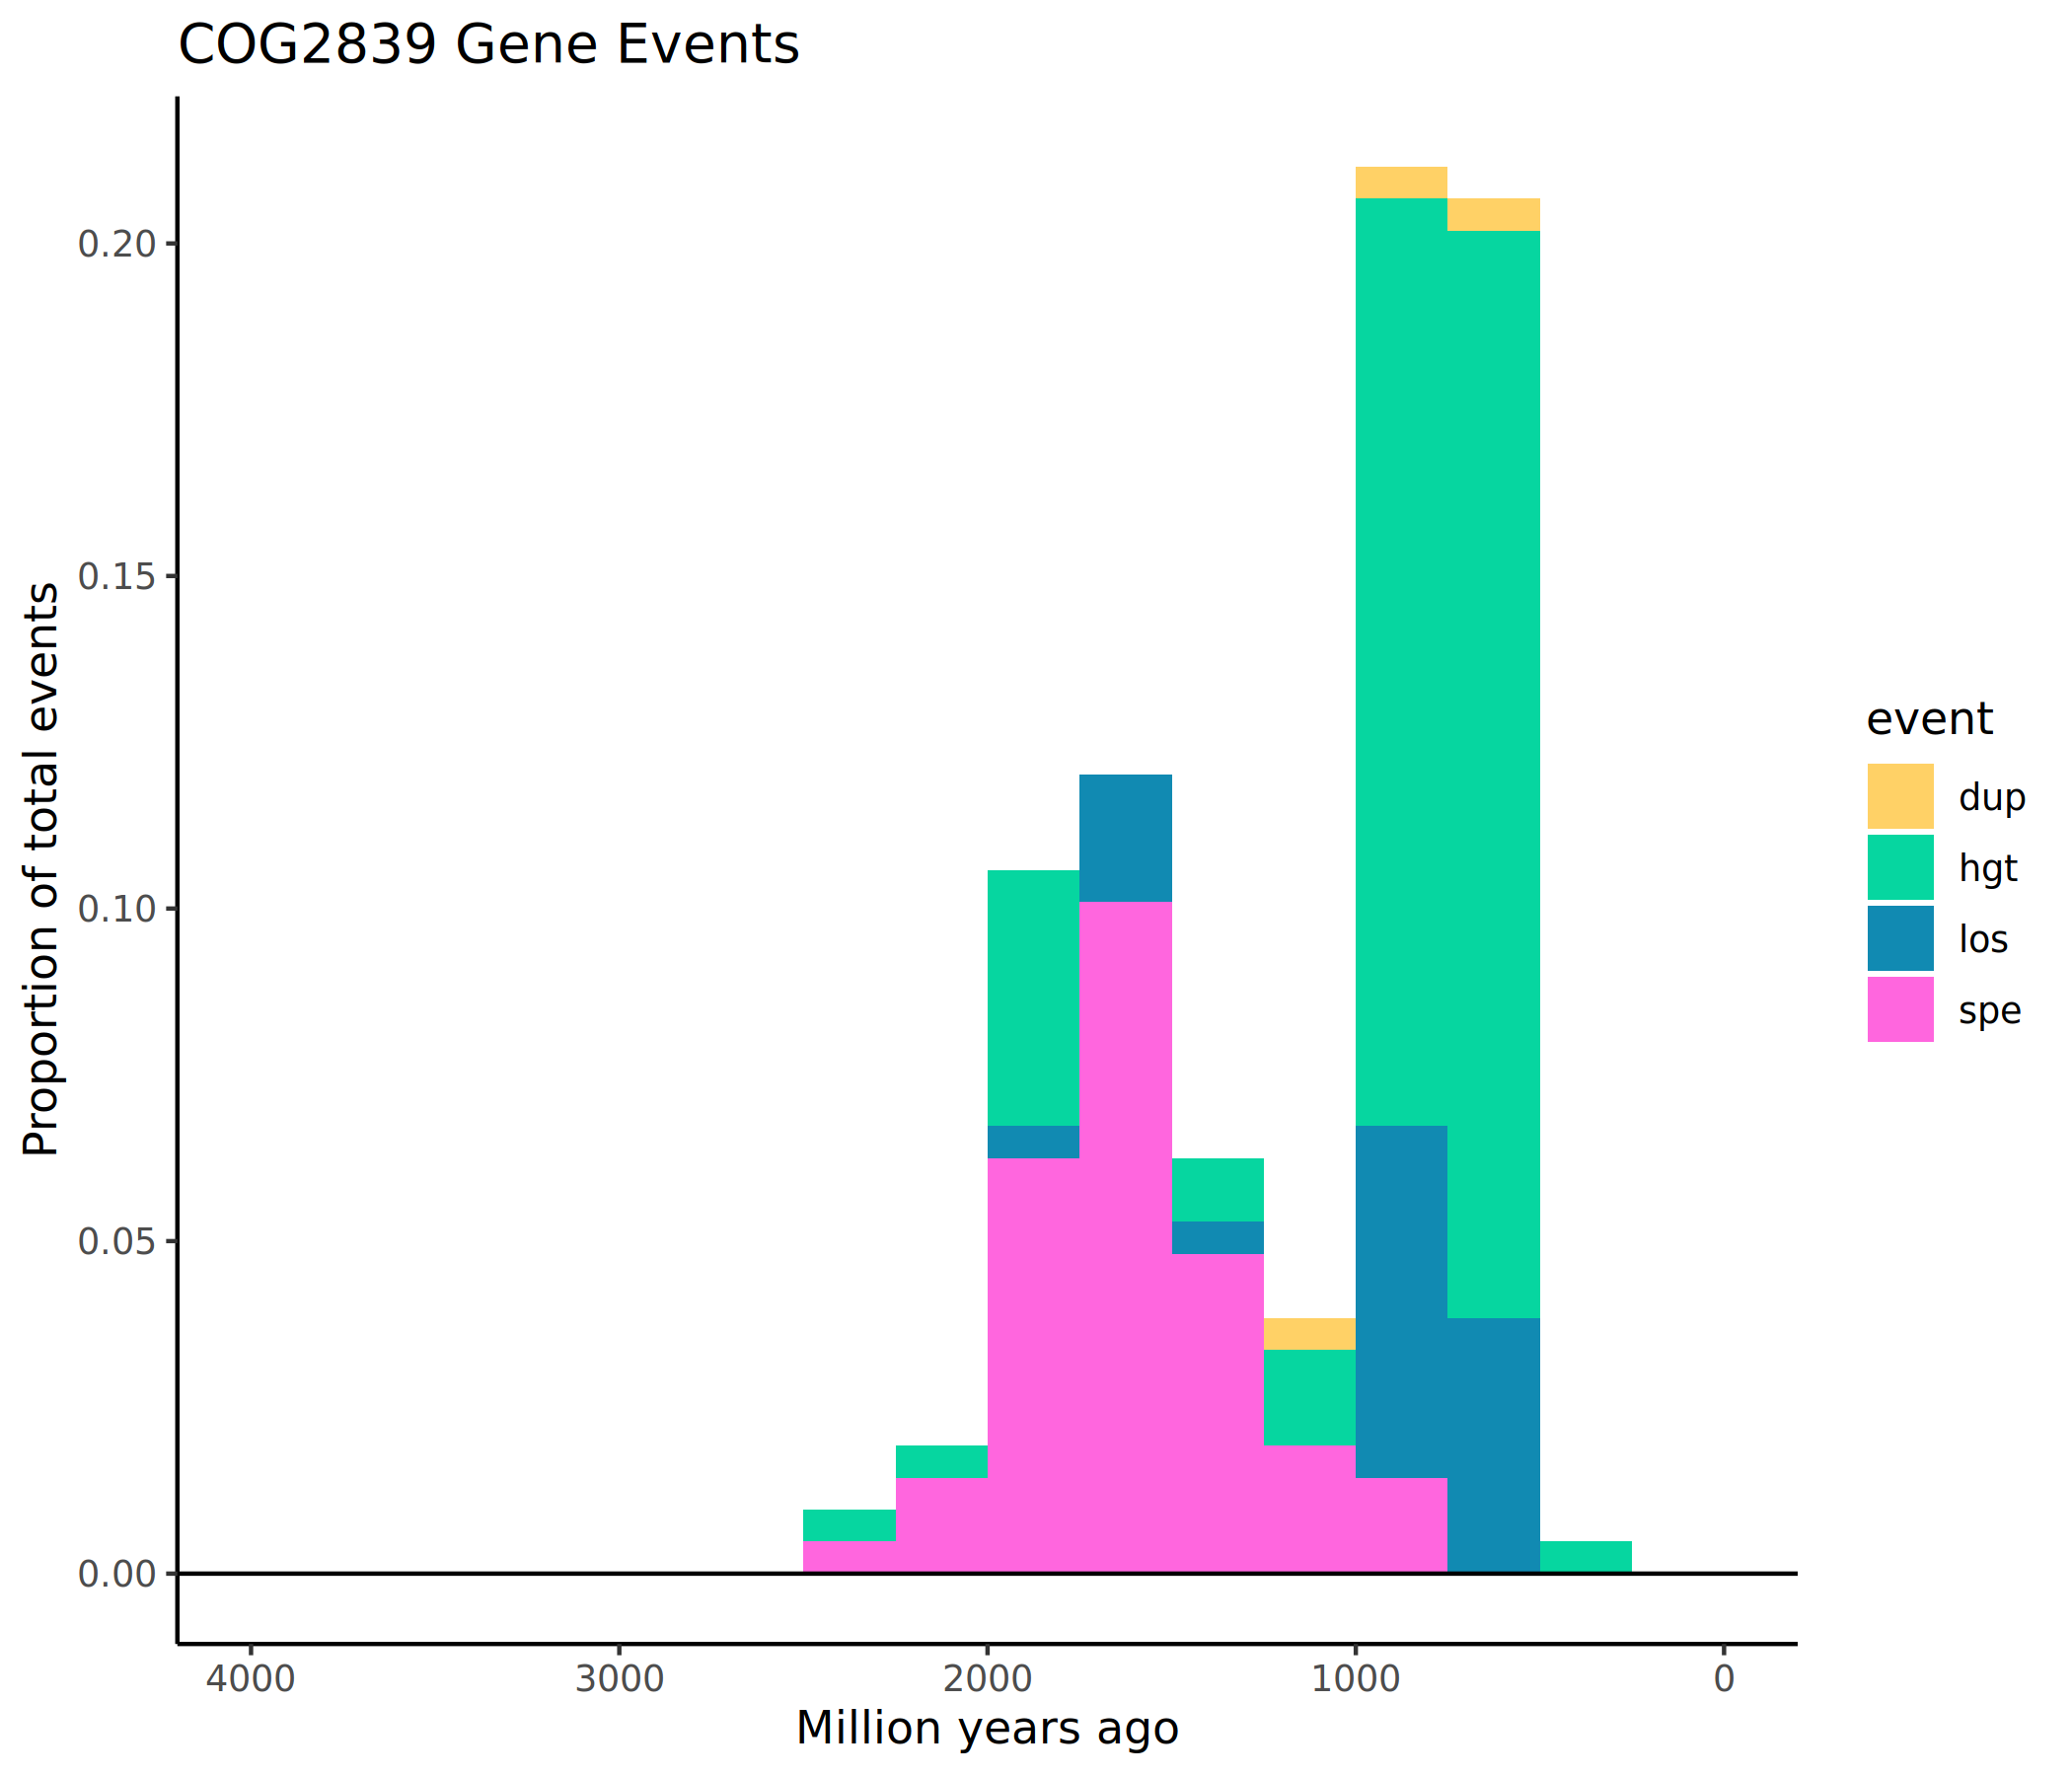 COG2839 Gene Events
Proportion of total events
0.20
0.15
0.10
0.05
0.00
4000 3000 2000 1000 0
Million years ago
event
dup
hgt
los
spe